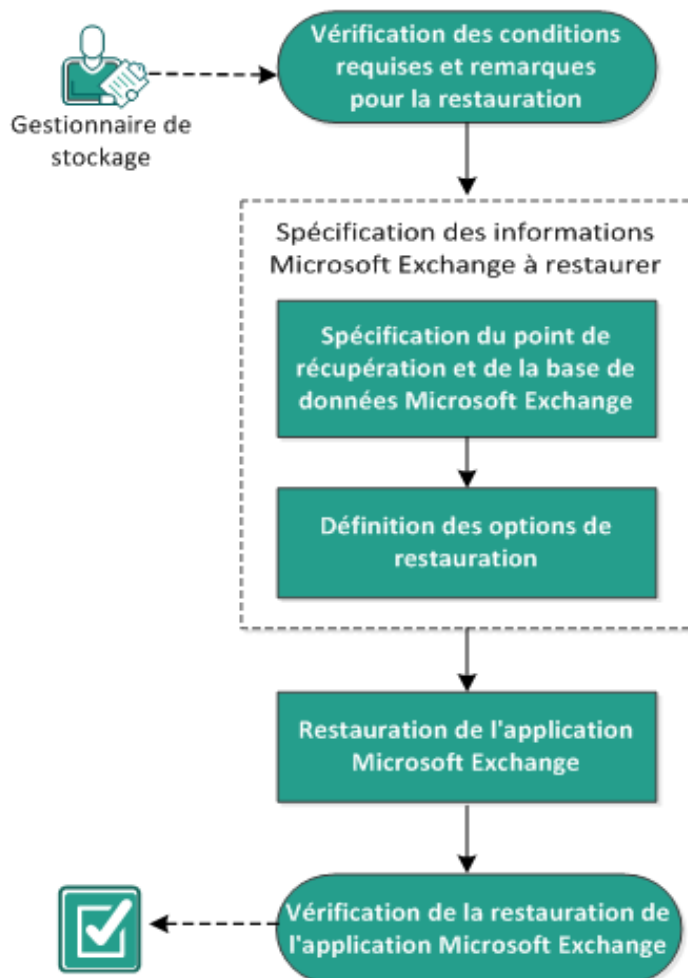 Vérification des conditions
requises et remarques
pour la restauration
Gestionnaire de
stockage
Spécification des informations
Microsoft Exchange à restaurer
Spécification du point de
récupération et de la base de
données Microsoft Exchange
Définition des options de
restauration
Restauration de l'application
Microsoft Exchange
Vérification de la restauration de
l'application Microsoft Exchange